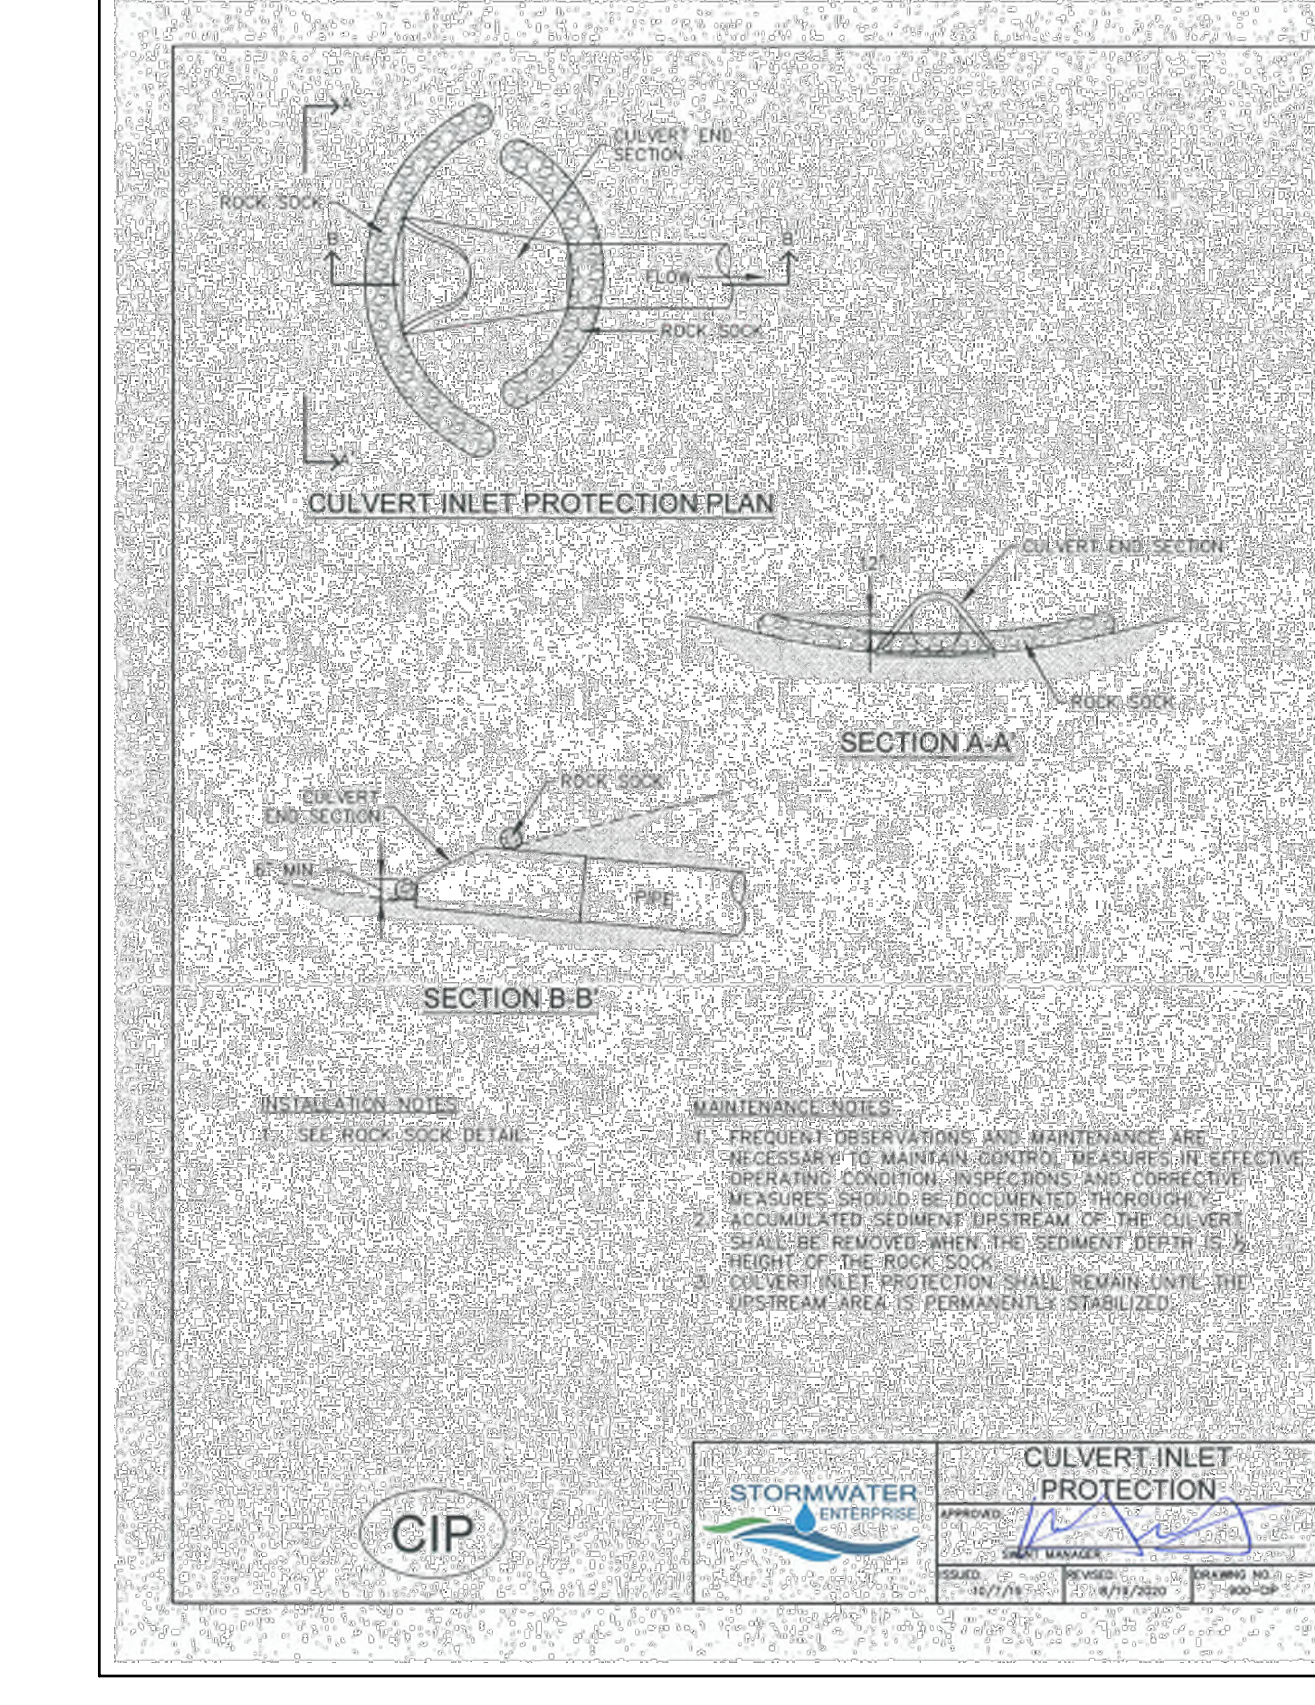 A
CULVERT END
SECTION
ROCK SOCK
B
B
FLOW
ROCK SOCK
A'
CULVERT INLET PROTECTION PLAN
CULVERT END SECTION
12"
ROCK SOCK
SECTION A-A'
ROCK SOCK
CULVERT
END SECTION
6" MIN
PIPE
SECTION B-B'
INSTALLATION NOTES
1. SEE ROCK SOCK DETAIL.
MAINTENANCE NOTES
1. FREQUENT OBSERVATIONS AND MAINTENANCE ARE
NECESSARY TO MAINTAIN CONTROL MEASURES IN EFFECTIVE
OPERATING CONDITION. INSPECTIONS AND CORRECTIVE
MEASURES SHOULD BE DOCUMENTED THOROUGHLY.
2. ACCUMULATED SEDIMENT UPSTREAM OF THE CULVERT
SHALL BE REMOVED WHEN THE SEDIMENT DEPTH IS ½
HEIGHT OF THE ROCK SOCK.
3. CULVERT INLET PROTECTION SHALL REMAIN UNTIL THE
UPSTREAM AREA IS PERMANENTLY STABILIZED.
CIP
STORMWATER
ENTERPRISE
CULVERT INLET
PROTECTION
APPROVED:
MANAGER
ISSUED:
10/7/19
REVISED:
8/19/2020
DRAWING NO.
900-CIP